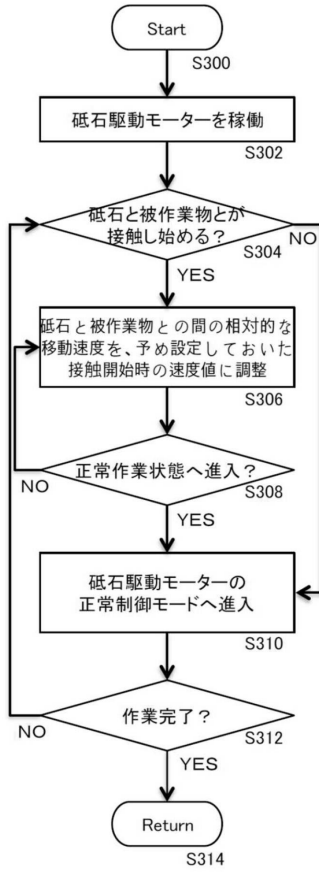 Start
S300
砥石駆動モーターを稼働
S302
砥石と被作業物とが
接触し始める?
S304
NO
YES
砥石と被作業物との間の相対的な
移動速度を、予め設定しておいた
接触開始時の速度値に調整
S306
正常作業状態へ進入?
S308
NO
YES
砥石駆動モーターの
正常制御モードへ進入
S310
作業完了?
S312
NO
YES
Return
S314